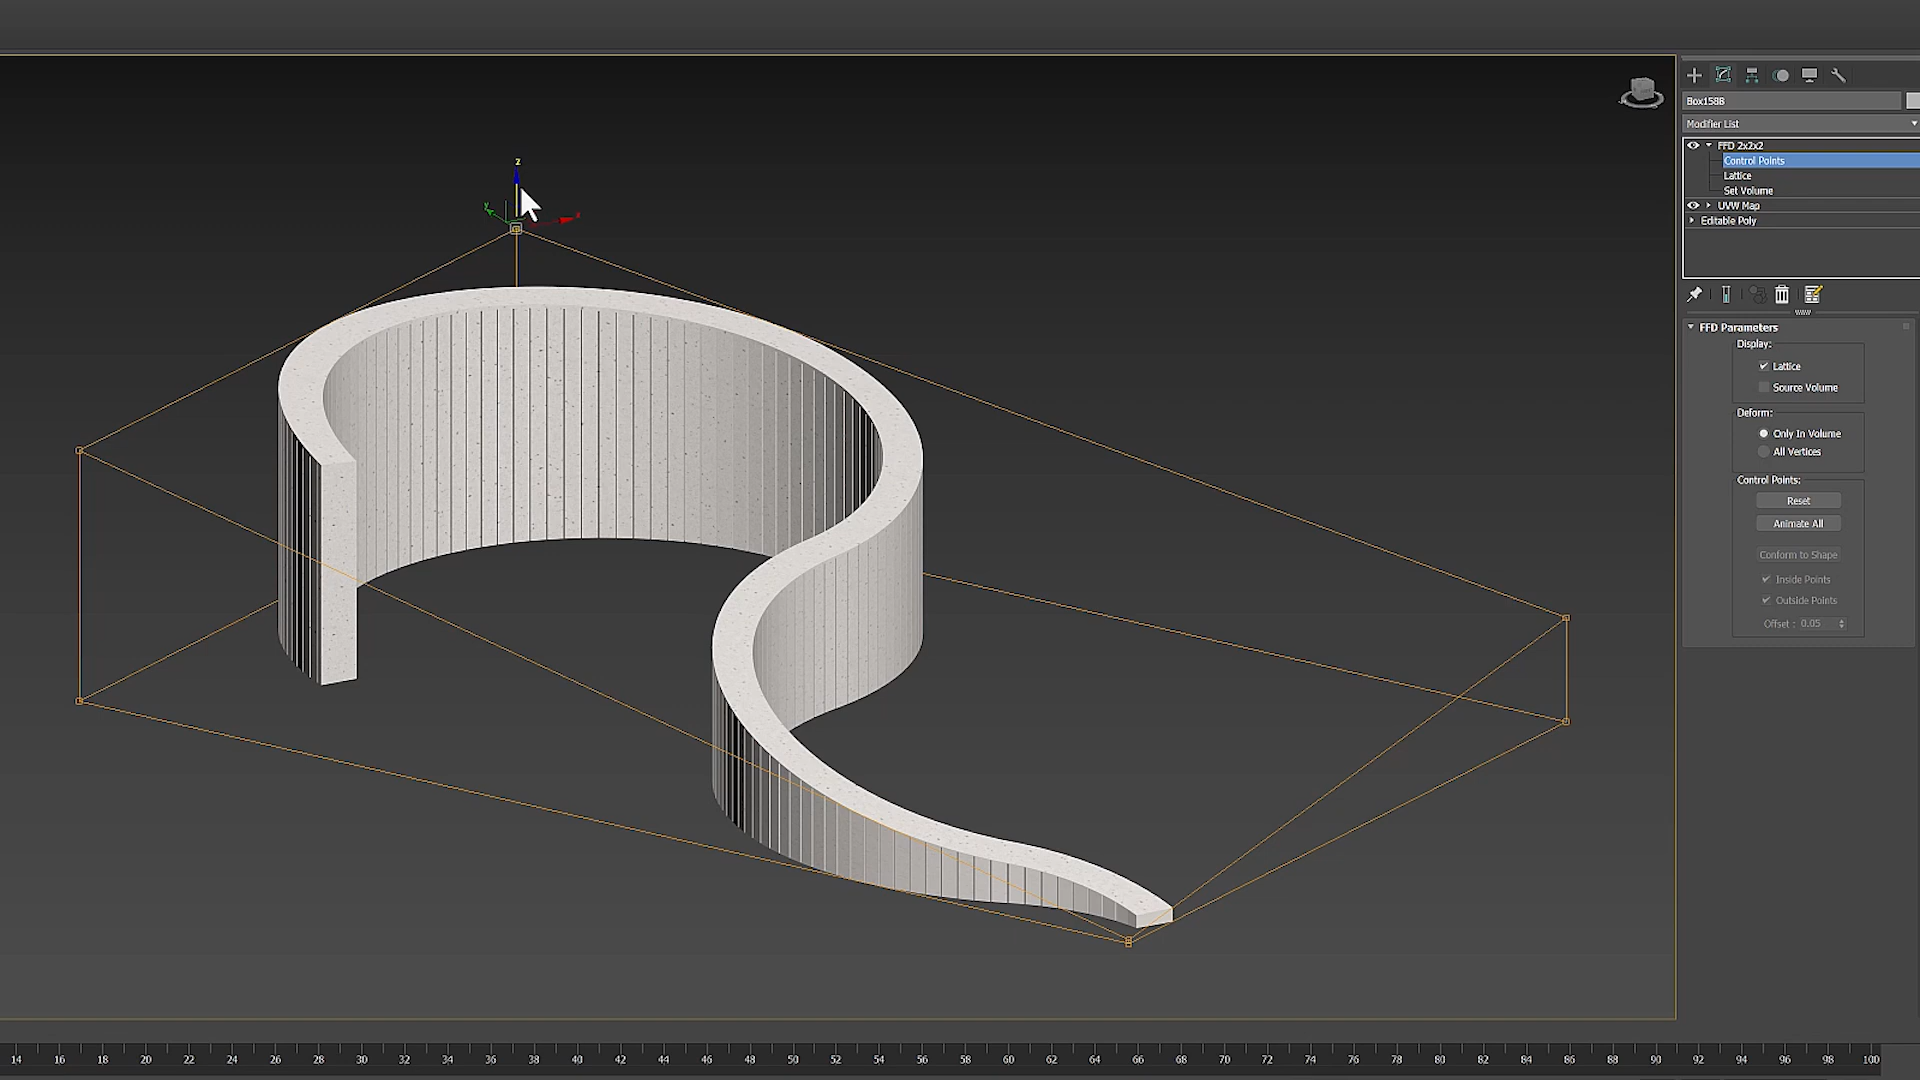 Box158B
Modifier List
FFD 2x2x2
Control Points
Lattice
Set Volume
UVW Map
Editable Poly
FFD Parameters
Display:
Lattice
Source Volume
Deform:
Only In Volume
All Vertices
Control Points:
Reset
Animate All
Conform to Shape
Inside Points
Outside Points
Offset : 0.05
z
y
x
14 16 18 20 22 24 26 28 30 32 34 36 38 40 42 44 46 48 50 52 54 56 58 60 62 64 66 68 70 72 74 76 78 80 82 84 86 88 90 92 94 96 98 100